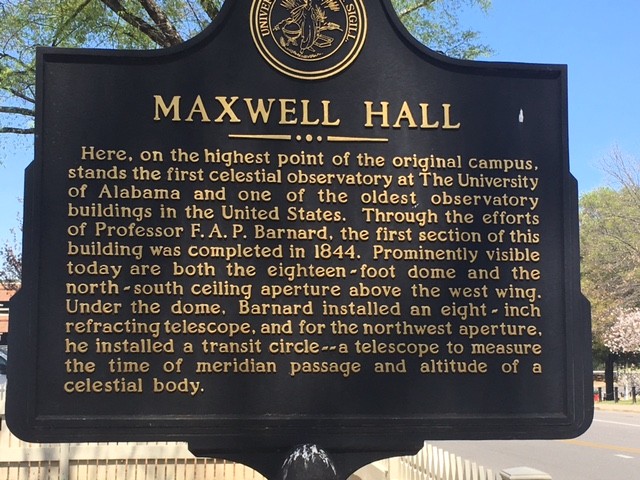 UNIVER SIGILL
MAXWELL HALL
Here, on the highest point of the original campus,
stands the first celestial observatory at The University
of Alabama and one of the oldest observatory
buildings in the United States. Through the efforts
of Professor F. A. P. Barnard, the first section of this
building was completed in 1844. Prominently visible
today are both the eighteen-foot dome and the
north-south ceiling aperture above the west wing.
Under the dome, Barnard installed an eight-inch
refracting telescope, and for the northwest aperture,
he installed a transit circle--a telescope to measure
the time of meridian passage and altitude of a
celestial body.